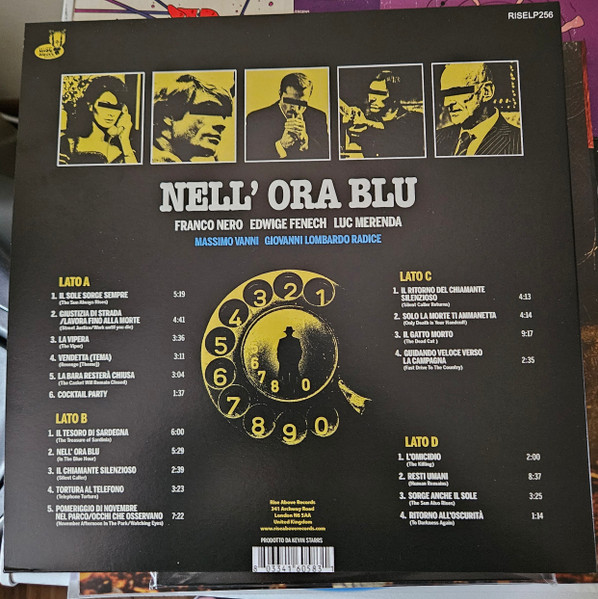 RISELP256
NELL' ORA BLU
FRANCO NERO EDWIGE FENECH LUC MERENDA
MASSIMO VANNI GIOVANNI LOMBARDO RADICE
LATO A
1. IL SOLE SORGE SEMPRE 5:19
(The Sun Always Rises)
2. GIUSTIZIA DI STRADA
/LAVORA FINO ALLA MORTE 4:41
(Street Justice/Work until you die)
3. LA VIPERA 3:36
(The Viper)
4. VENDETTA (TEMA) 3:11
(Revenge [Theme])
5. LA BARA RESTERÀ CHIUSA 3:04
(The Casket Will Remain Closed)
6. COCKTAIL PARTY 1:37
LATO B
1. IL TESORO DI SARDEGNA 6:00
(The Treasure of Sardinia)
2. NELL' ORA BLU 5:29
(In The Blue Hour)
3. IL CHIAMANTE SILENZIOSO 2:39
(Silent Caller)
4. TORTURA AL TELEFONO 3:23
(Telephone Torture)
5. POMERIGGIO DI NOVEMBRE
NEL PARCO/OCCHI CHE OSSERVANO 7:22
(November Afternoon In The Park/Watching Eyes)
1
2
3
4
5
6
7
8
9
0
6 7 8 0
LATO C
1. IL RITORNO DEL CHIAMANTE
SILENZIOSO 4:13
(Silent Caller Returns)
2. SOLO LA MORTE TI AMMANETTA 4:14
(Only Death is Your Handcuff)
3. IL GATTO MORTO 9:17
(The Dead Cat)
4. GUIDANDO VELOCE VERSO
LA CAMPAGNA 2:35
(Fast Drive To The Country)
LATO D
1. L'OMICIDIO 2:00
(The Killing)
2. RESTI UMANI 8:37
(Human Remains)
3. SORGE ANCHE IL SOLE 3:25
(The Sun Also Rises)
4. RITORNO ALL'OSCURITÀ 1:14
(To Darkness Again)
Rise Above Records
341 Archway Road
London N6 5AA
United Kingdom
www.riseaboverecords.com
PRODOTTO DA KEVIN STARRS
8 03341 60583